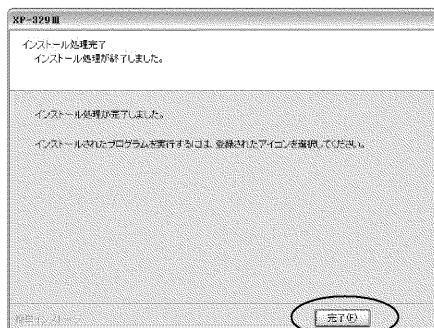 XP-329Ⅲ
インストール処理完了
インストール処理が終了しました。
インストール処理が完了しました。
インストールされたプログラムを実行するには、登録されたアイコンを選択してください。
完了(F)